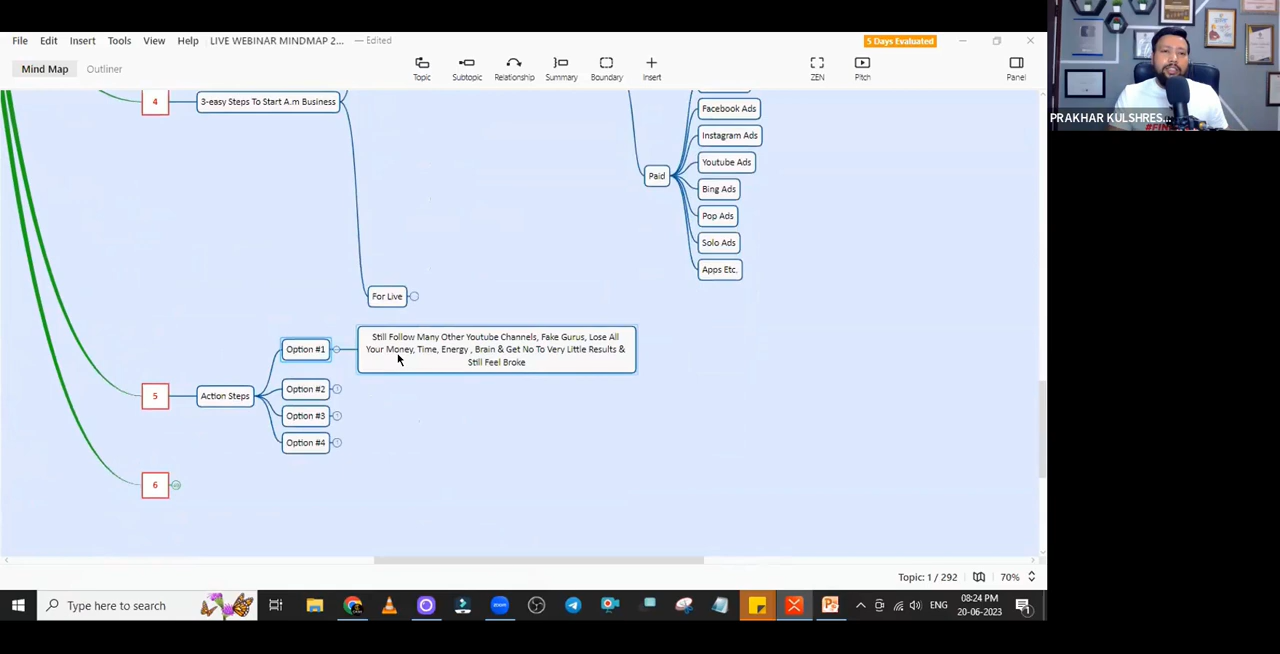 File Edit Insert Tools View Help LIVE WEBINAR MINDMAP 2... — Edited 5 Days Evaluated
Mind Map Outliner
Topic Subtopic Relationship Summary Boundary Insert ZEN Pitch Panel
4
3-easy Steps To Start A.m Business
Facebook Ads
Instagram Ads
Youtube Ads
Paid
Bing Ads
Pop Ads
Solo Ads
Apps Etc.
For Live
Still Follow Many Other Youtube Channels, Fake Gurus, Lose All
Your Money, Time, Energy , Brain & Get No To Very Little Results &
Still Feel Broke
Option #1
5
Action Steps
Option #2
Option #3
Option #4
6
Topic: 1 / 292 70%
Type here to search
ENG
08:24 PM
20-06-2023
1
PRAKHAR KULSHRES...